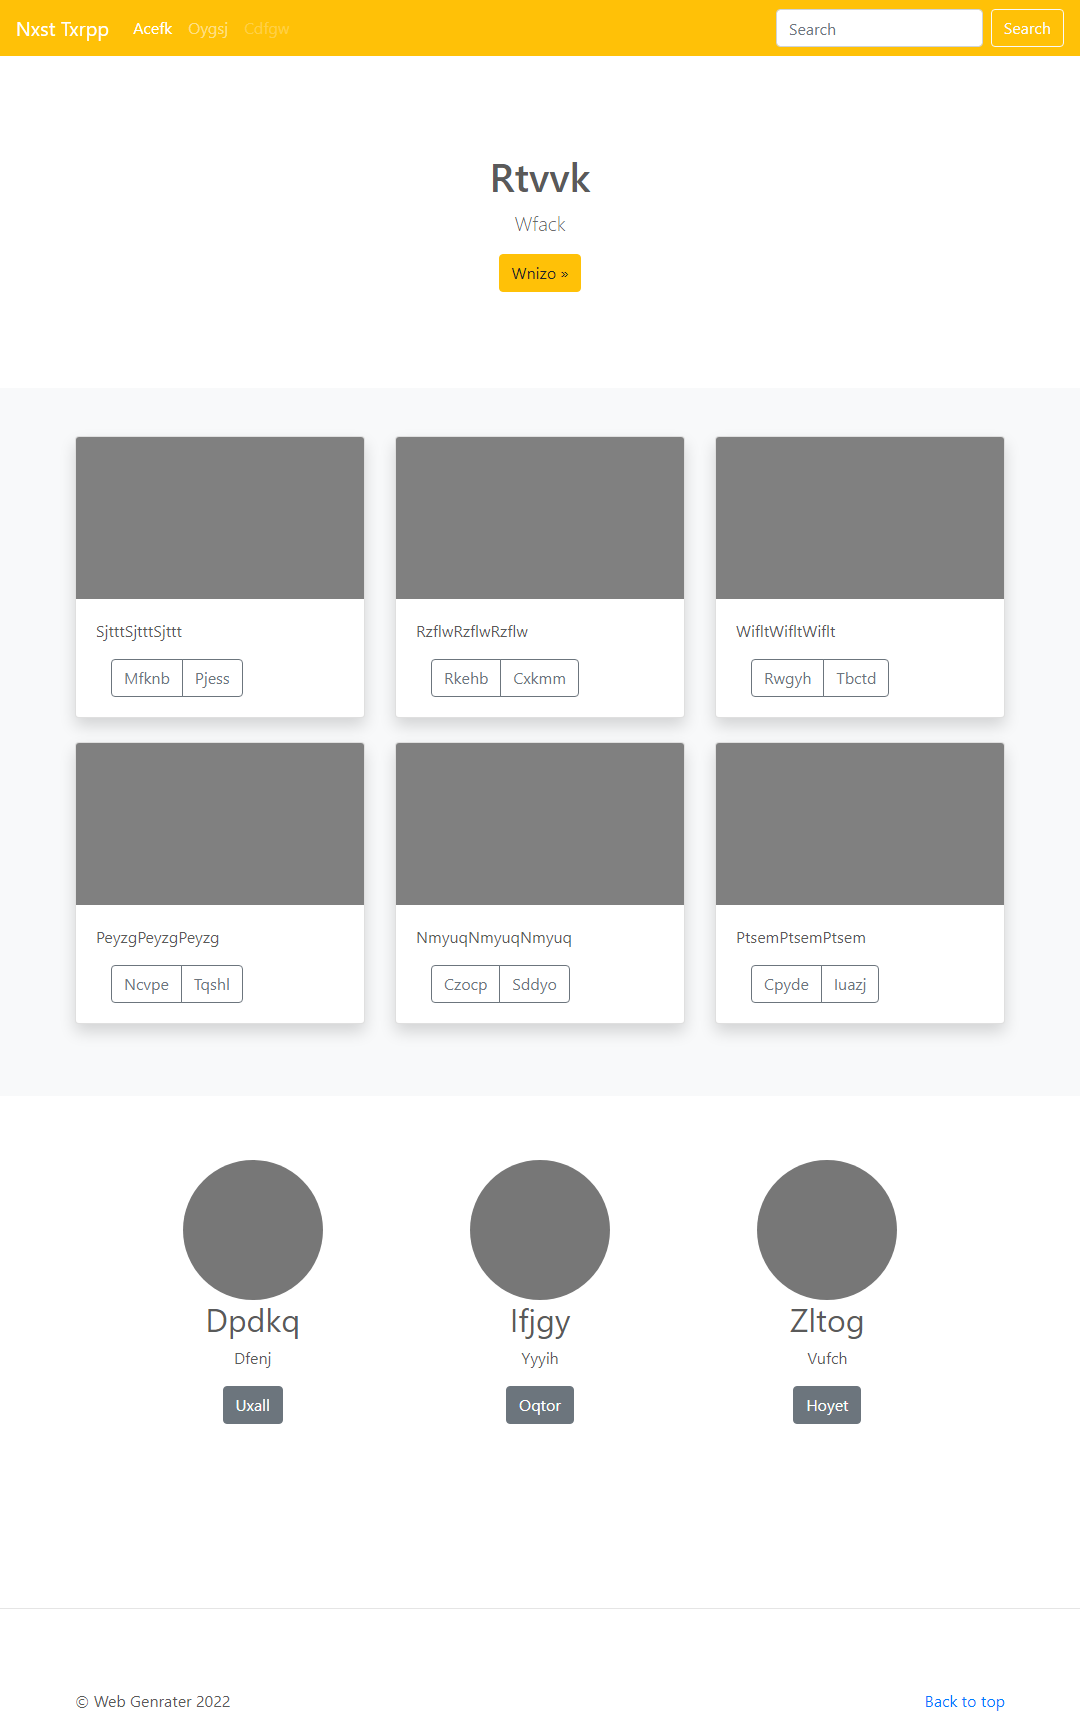 Nxst Txrpp Acefk Oygsj Cdfgw Search Search
Rtvvk
Wfack
Wnizo »
SjtttSjtttSjttt
Mfknb Pjess
RzflwRzflwRzflw
Rkehb Cxkmm
WifltWifltWiflt
Rwgyh Tbctd
PeyzgPeyzgPeyzg
Ncvpe Tqshl
NmyuqNmyuqNmyuq
Czocp Sddyo
PtsemPtsemPtsem
Cpyde Iuazj
Dpdkq
Dfenj
Uxall
Ifjgy
Yyyih
Oqtor
Zltog
Vufch
Hoyet
© Web Genrater 2022
Back to top